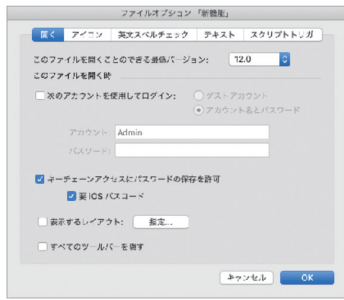 ファイルオプション 「新機能」
開く アイコン 英文スペルチェック テキスト スクリプトトリガ
このファイルを開くことのできる最低バージョン: 12.0
このファイルを開く時
次のアカウントを使用してログイン: ゲストアカウント
アカウント名とパスワード
アカウント: Admin
パスワード:
キーチェーンアクセスにパスワードの保存を許可
要 iOS パスコード
表示するレイアウト: 指定...
すべてのツールバーを隠す
キャンセル OK